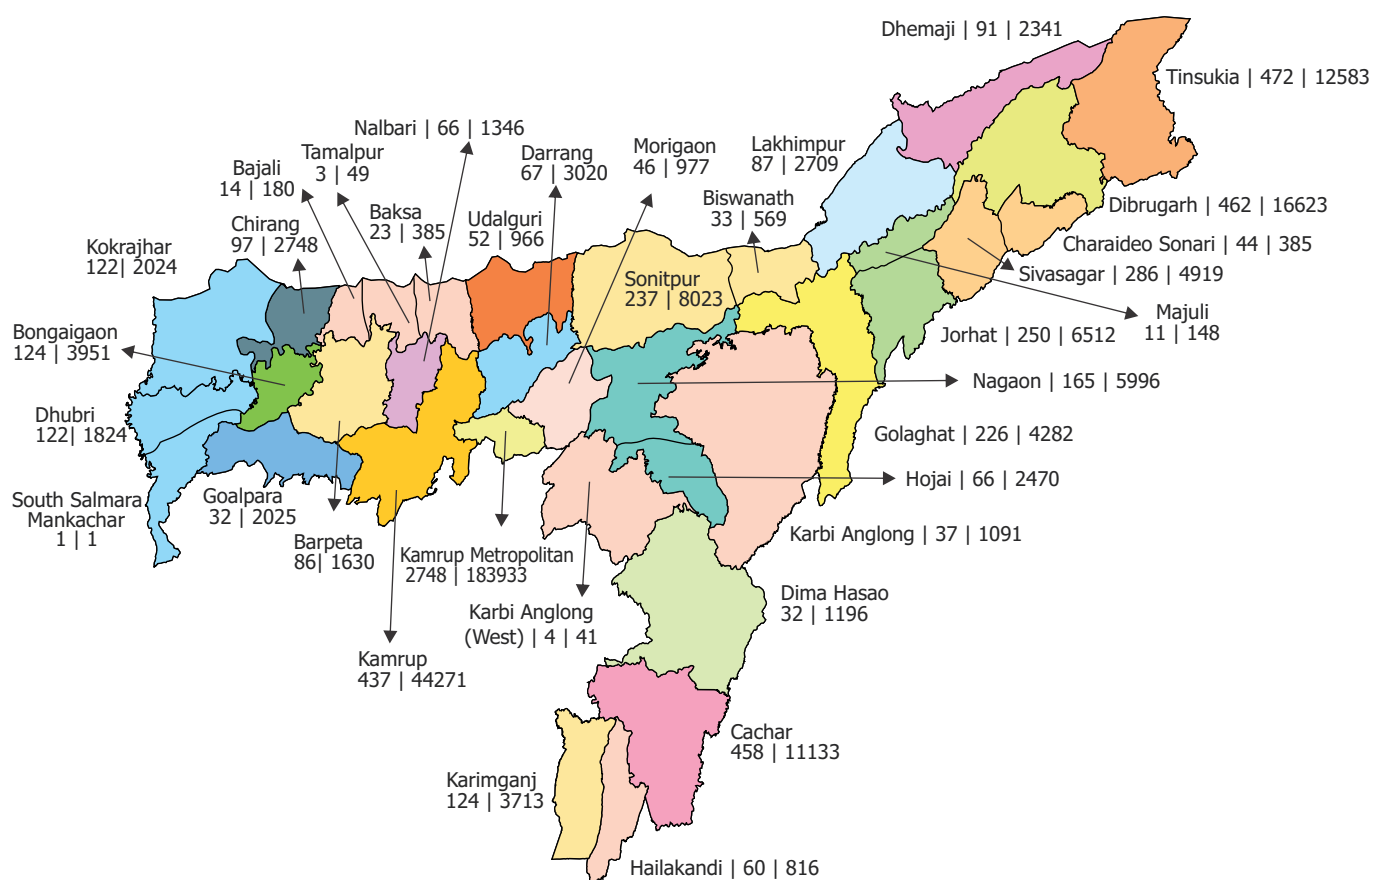 Dhemaji | 91 | 2341
Tinsukia | 472 | 12583
Nalbari | 66 | 1346
Tamalpur
3 | 49
Bajali
14 | 180
Darrang
67 | 3020
Morigaon
46 | 977
Lakhimpur
87 | 2709
Biswanath
33 | 569
Baksa
23 | 385
Udalguri
52 | 966
Chirang
97 | 2748
Kokrajhar
122| 2024
Dibrugarh | 462 | 16623
Charaideo Sonari | 44 | 385
Sivasagar | 286 | 4919
Sonitpur
237 | 8023
Majuli
11 | 148
Bongaigaon
124 | 3951
Jorhat | 250 | 6512
Nagaon | 165 | 5996
Dhubri
122| 1824
Golaghat | 226 | 4282
Hojai | 66 | 2470
South Salmara
Mankachar
1 | 1
Goalpara
32 | 2025
Barpeta
86| 1630
Kamrup Metropolitan
2748 | 183933
Karbi Anglong | 37 | 1091
Karbi Anglong
(West) | 4 | 41
Dima Hasao
32 | 1196
Kamrup
437 | 44271
Cachar
458 | 11133
Karimganj
124 | 3713
Hailakandi | 60 | 816